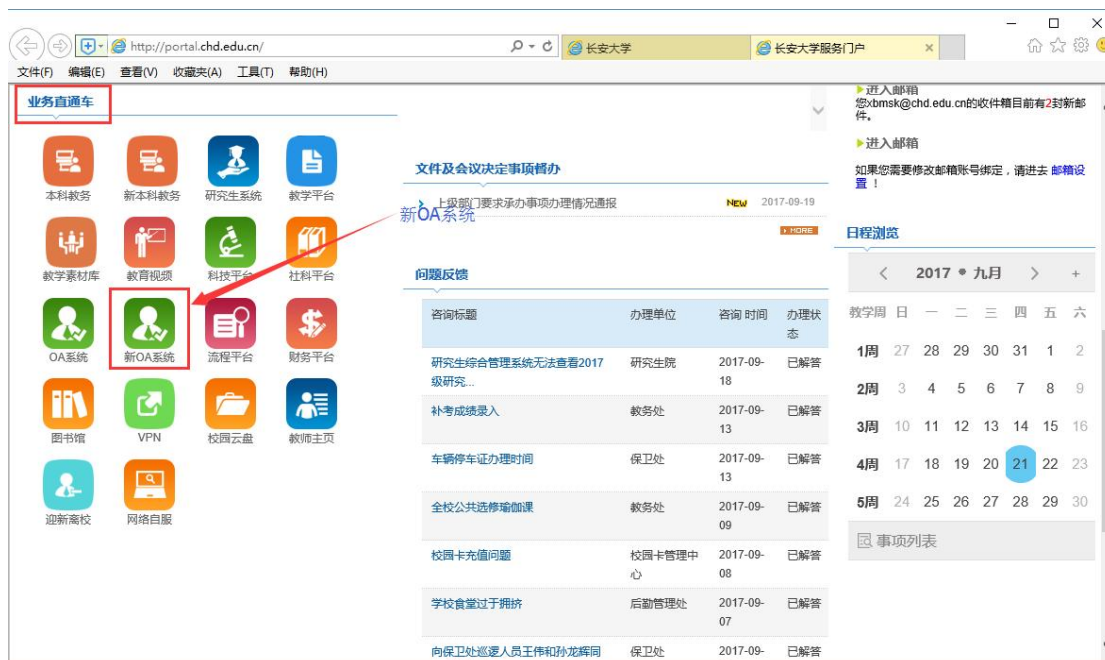 http://portal.chd.edu.cn/
长安大学
长安大学服务门户
文件(F) 编辑(E) 查看(V) 收藏夹(A) 工具(T) 帮助(H)
业务直通车
本科教务 新本科教务 研究生系统 教学平台
教学素材库 教育视频 科技平台 社科平台
OA系统 新OA系统 流程平台 财务平台
图书馆 VPN 校园云盘 教师主页
迎新离校 网络自服
新OA系统
文件及会议决定事项督办
上级部门要求承办事项办理情况通报 NEW 2017-09-19
MORE
问题反馈
咨询标题 办理单位 咨询 时间 办理状
态
研究生综合管理系统无法查看2017 研究生院 2017-09- 已解答
级研究... 18
补考成绩录入 教务处 2017-09- 已解答
13
车辆停车证办理时间 保卫处 2017-09- 已解答
13
全校公共选修瑜伽课 教务处 2017-09- 已解答
09
校园卡充值问题 校园卡管理中 2017-09- 已解答
心 08
学校食堂过于拥挤 后勤管理处 2017-09- 已解答
07
向保卫处巡逻人员王伟和孙龙辉同 保卫处 2017-09- 已解答
进入邮箱
您xbmsk@chd.edu.cn的收件箱目前有2封新邮
件。
进入邮箱
如果您需要修改邮箱账号绑定，请进去 邮箱设
置 ！
日程浏览
< 2017 • 九月 > +
教学周 日 一 二 三 四 五 六
1周 27 28 29 30 31 1 2
2周 3 4 5 6 7 8 9
3周 10 11 12 13 14 15 16
4周 17 18 19 20 21 22 23
5周 24 25 26 27 28 29 30
事项列表